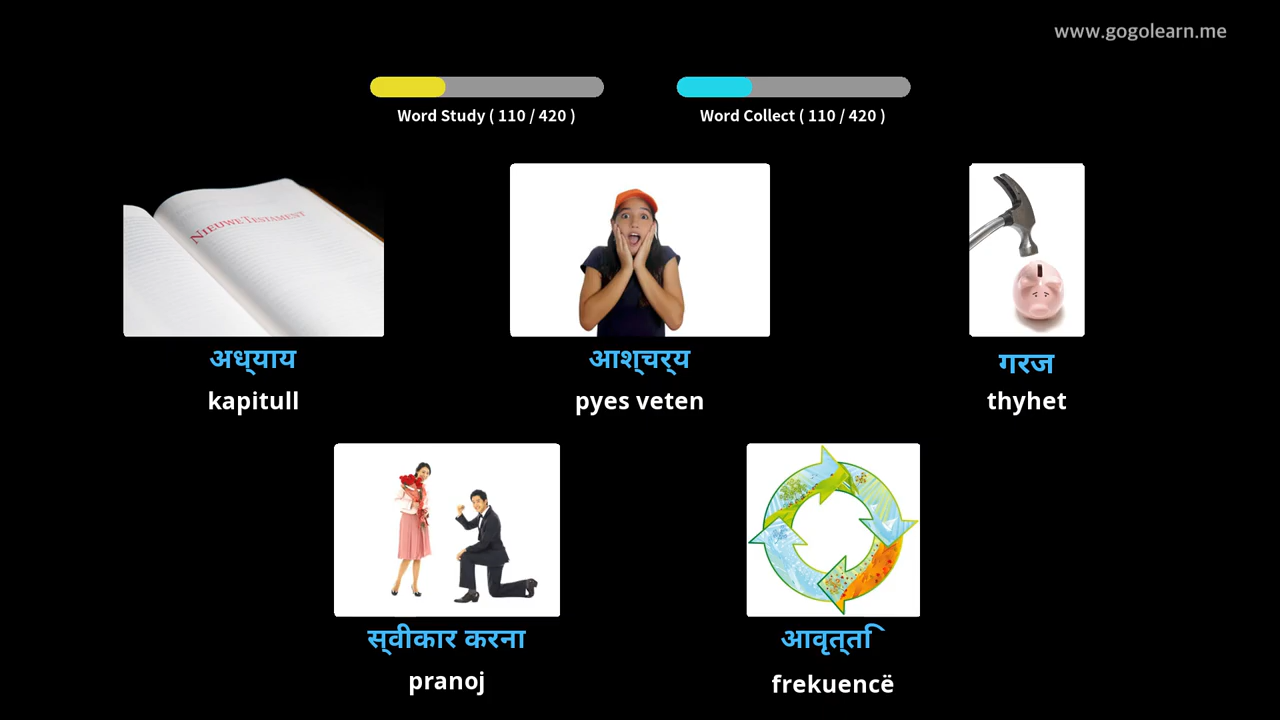 www.gogolearn.me
Word Study ( 110 / 420 )
Word Collect ( 110 / 420 )
NIEUWE TESTAMENT
अध्याय
kapitull
आश्चर्य
pyes veten
गरज
thyhet
स्वीकार करना
pranoj
आवृत्ति
frekuencë